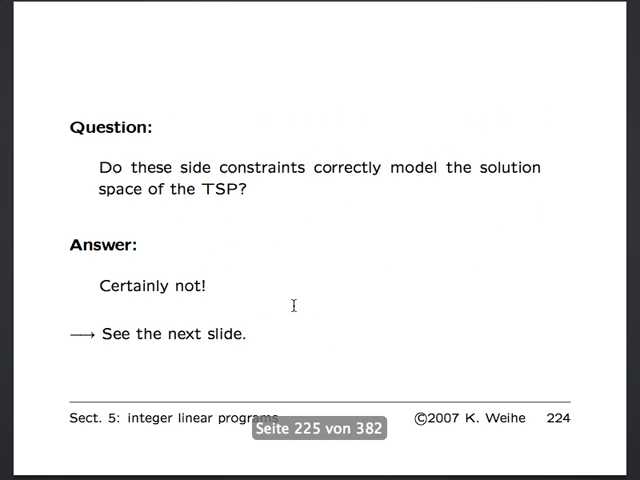 Question:
Do these side constraints correctly model the solution
space of the TSP?
Answer:
Certainly not!
⟶ See the next slide.
Sect. 5: integer linear programs ©2007 K. Weihe 224
Seite 225 von 382